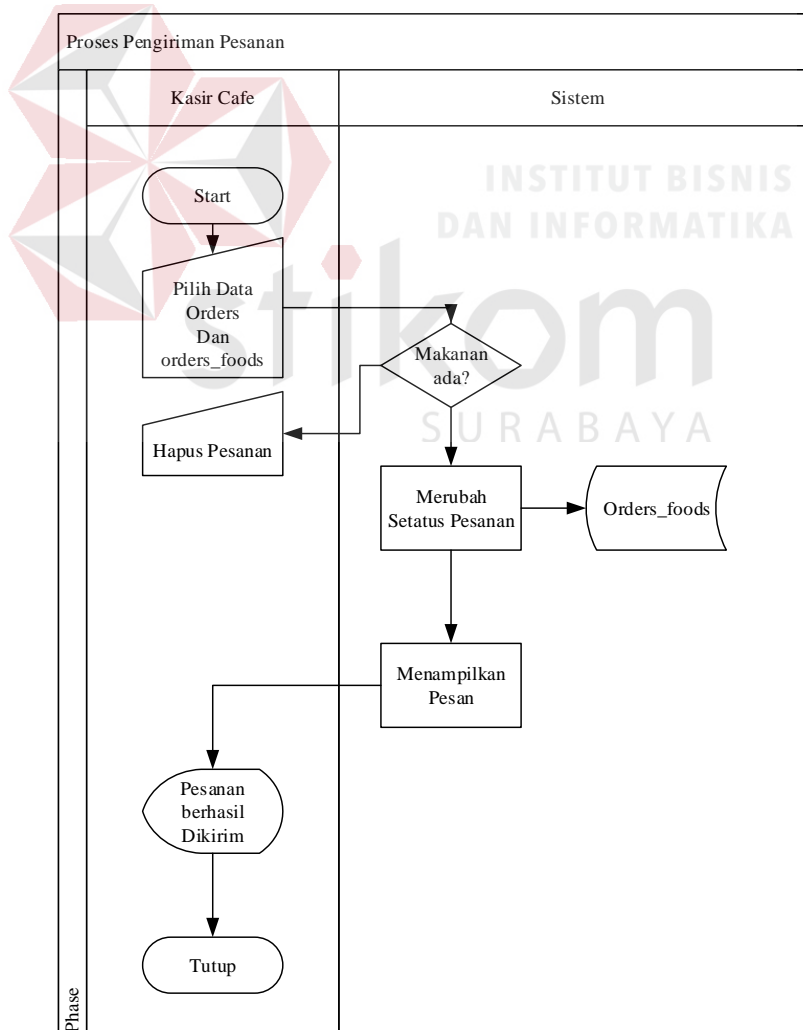 Proses Pengiriman Pesanan
Kasir Cafe
Sistem
INSTITUT BISNIS
DAN INFORMATIKA
stikom
SURABAYA
Start
Pilih Data
Orders
Dan
orders_foods
Makanan
ada?
Hapus Pesanan
Merubah
Setatus Pesanan
Orders_foods
Menampilkan
Pesan
Pesanan
berhasil
Dikirim
Tutup
Phase